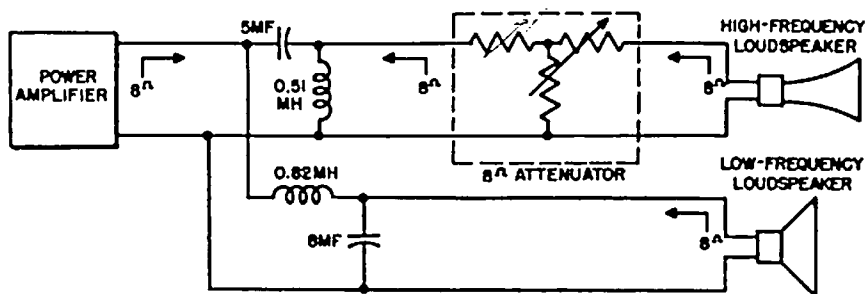 POWER
AMPLIFIER
8Ω
5MF
0.51
MH
8Ω
8Ω ATTENUATOR
8Ω
HIGH-FREQUENCY
LOUDSPEAKER
0.82MH
8MF
8Ω
LOW-FREQUENCY
LOUDSPEAKER